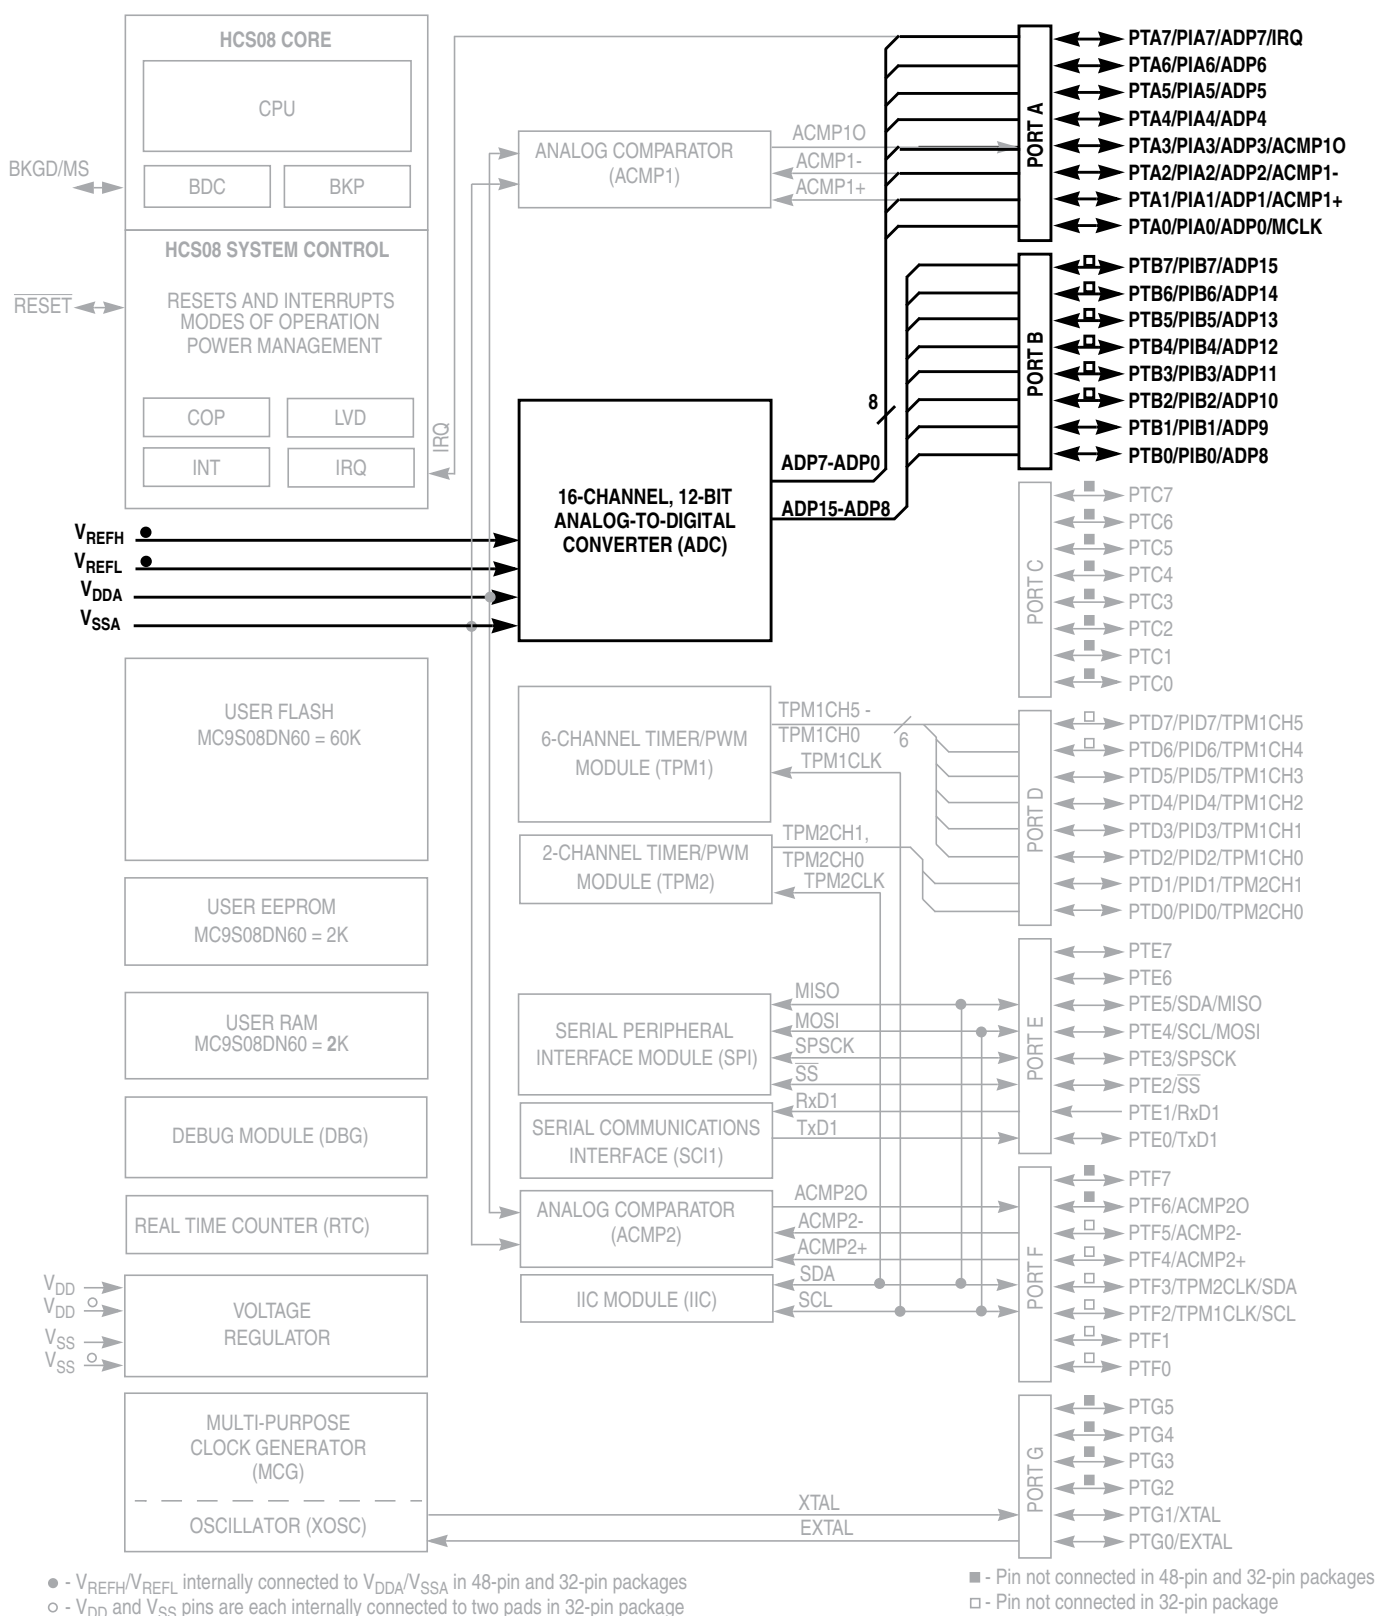 HCS08 CORE
CPU
BDC
BKP
BKGD/MS
HCS08 SYSTEM CONTROL
RESETS AND INTERRUPTS
MODES OF OPERATION
POWER MANAGEMENT
RESET
COP
LVD
INT
IRQ
IRQ
VREFH
VREFL
VDDA
VSSA
USER FLASH
MC9S08DN60 = 60K
USER EEPROM
MC9S08DN60 = 2K
USER RAM
MC9S08DN60 = 2K
DEBUG MODULE (DBG)
REAL TIME COUNTER (RTC)
VDD
VDD
VSS
VSS
VOLTAGE
REGULATOR
MULTI-PURPOSE
CLOCK GENERATOR
(MCG)
OSCILLATOR (XOSC)
ANALOG COMPARATOR
(ACMP1)
ACMP1O
ACMP1-
ACMP1+
16-CHANNEL, 12-BIT
ANALOG-TO-DIGITAL
CONVERTER (ADC)
8
ADP7-ADP0
ADP15-ADP8
6-CHANNEL TIMER/PWM
MODULE (TPM1)
TPM1CH5 -
TPM1CH0
6
TPM1CLK
2-CHANNEL TIMER/PWM
MODULE (TPM2)
TPM2CH1,
TPM2CH0
TPM2CLK
SERIAL PERIPHERAL
INTERFACE MODULE (SPI)
MISO
MOSI
SPSCK
SS
SERIAL COMMUNICATIONS
INTERFACE (SCI1)
RxD1
TxD1
ANALOG COMPARATOR
(ACMP2)
ACMP2O
ACMP2-
ACMP2+
IIC MODULE (IIC)
SDA
SCL
XTAL
EXTAL
PORT A
PTA7/PIA7/ADP7/IRQ
PTA6/PIA6/ADP6
PTA5/PIA5/ADP5
PTA4/PIA4/ADP4
PTA3/PIA3/ADP3/ACMP1O
PTA2/PIA2/ADP2/ACMP1-
PTA1/PIA1/ADP1/ACMP1+
PTA0/PIA0/ADP0/MCLK
PORT B
PTB7/PIB7/ADP15
PTB6/PIB6/ADP14
PTB5/PIB5/ADP13
PTB4/PIB4/ADP12
PTB3/PIB3/ADP11
PTB2/PIB2/ADP10
PTB1/PIB1/ADP9
PTB0/PIB0/ADP8
PORT C
PTC7
PTC6
PTC5
PTC4
PTC3
PTC2
PTC1
PTC0
PORT D
PTD7/PID7/TPM1CH5
PTD6/PID6/TPM1CH4
PTD5/PID5/TPM1CH3
PTD4/PID4/TPM1CH2
PTD3/PID3/TPM1CH1
PTD2/PID2/TPM1CH0
PTD1/PID1/TPM2CH1
PTD0/PID0/TPM2CH0
PORT E
PTE7
PTE6
PTE5/SDA/MISO
PTE4/SCL/MOSI
PTE3/SPSCK
PTE2/SS
PTE1/RxD1
PTE0/TxD1
PORT F
PTF7
PTF6/ACMP2O
PTF5/ACMP2-
PTF4/ACMP2+
PTF3/TPM2CLK/SDA
PTF2/TPM1CLK/SCL
PTF1
PTF0
PORT G
PTG5
PTG4
PTG3
PTG2
PTG1/XTAL
PTG0/EXTAL
● - VREFH/VREFL internally connected to VDDA/VSSA in 48-pin and 32-pin packages
○ - VDD and VSS pins are each internally connected to two pads in 32-pin package
■ - Pin not connected in 48-pin and 32-pin packages
□ - Pin not connected in 32-pin package